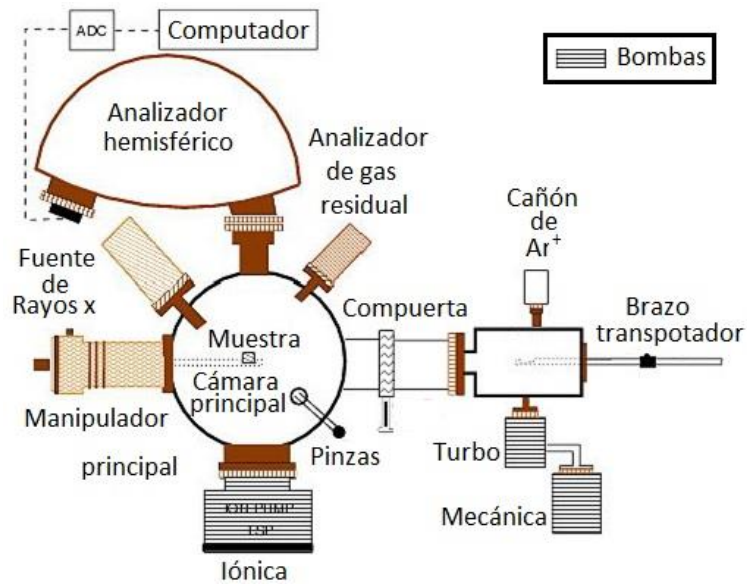 ADC
Computador
Bombas
Analizador
hemisférico
Analizador
de gas
residual
Cañón
de
Ar+
Fuente
de
Rayos x
Compuerta
Brazo
transpotador
Muestra
Cámara
principal
Manipulador
principal
Pinzas
Turbo
Mecánica
ION PUMP
Iónica